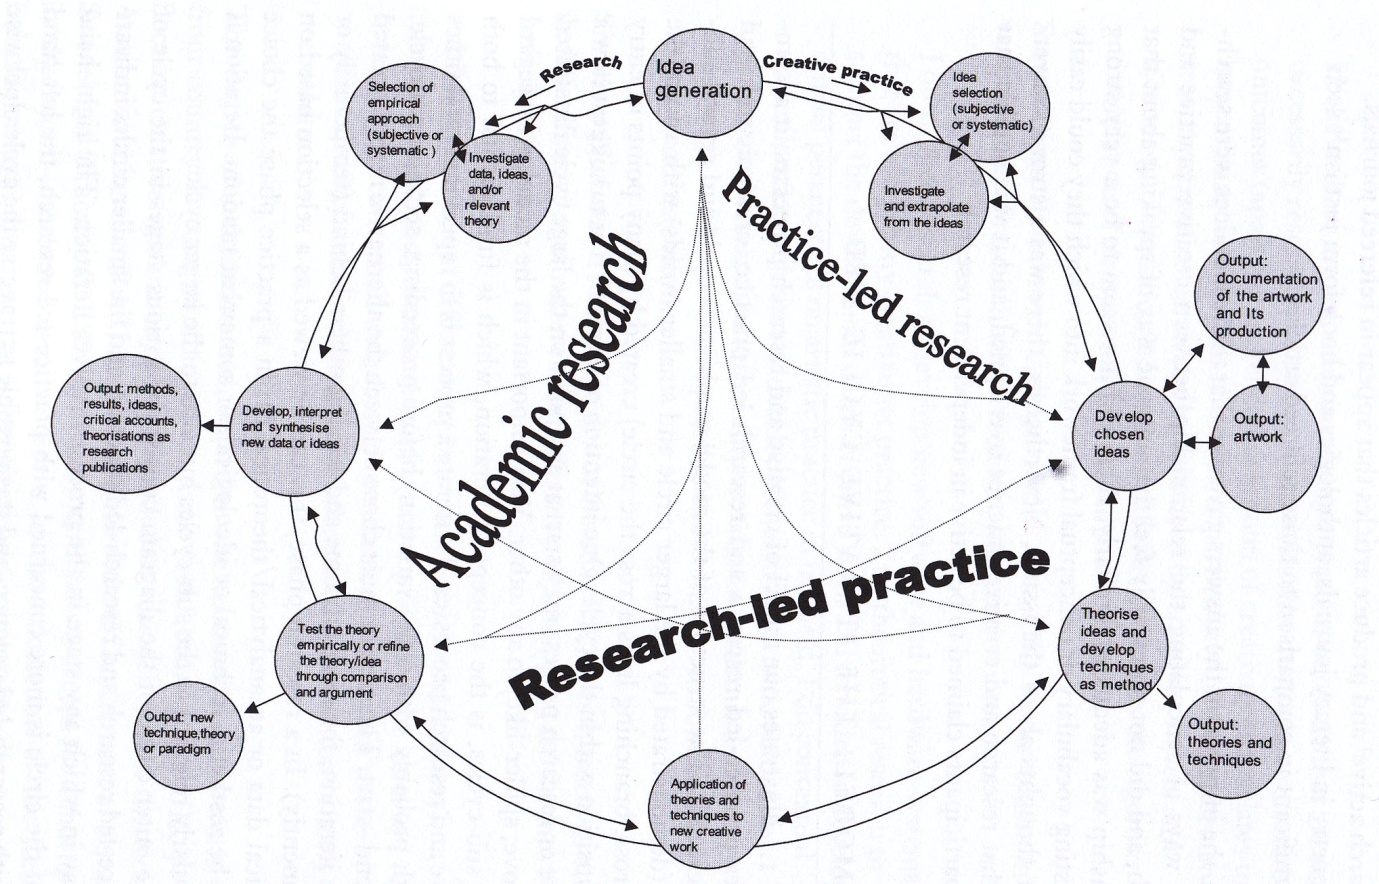 Idea
generation
Research
Creative practice
Selection of
empirical
approach
(subjective or
systematic )
Investigate
data, ideas,
and/or
relevant
theory
Idea
selection
(subjective
or systematic)
Investigate
and extrapolate
from the ideas
Practice-led research
Academic research
Research-led practice
Output:
documentation
of the artwork
and Its
production
Output:
artwork
Develop
chosen
ideas
Output: methods,
results, ideas,
critical accounts,
theorisations as
research
publications
Develop, interpret
and synthesise
new data or ideas
Test the theory
empirically or refine
the theory/idea
through comparison
and argument
Output: new
technique,theory
or paradigm
Theorise
ideas and
develop
techniques
as method
Output:
theories and
techniques
Application of
theories and
techniques to
new creative
work